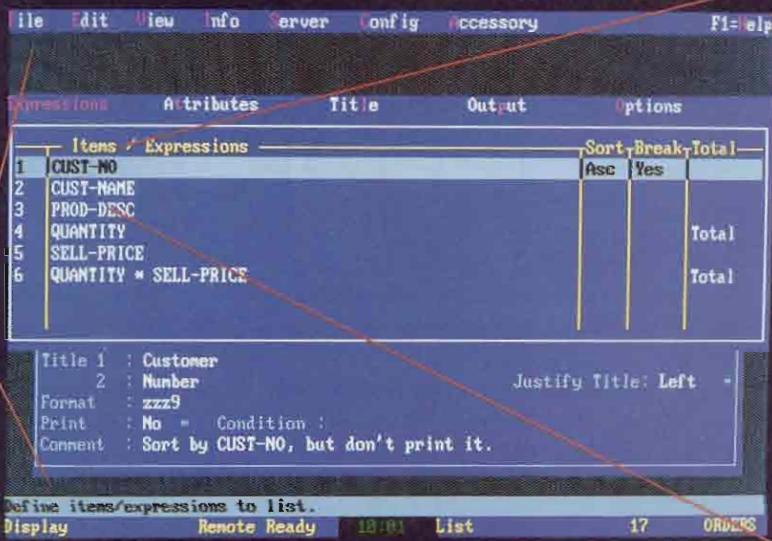 File Edit View Info Server Config Accessory F1=Help
Expressions Attributes Title Output Options
Items / Expressions Sort Break Total
1 CUST-NO Asc Yes
2 CUST-NAME
3 PROD-DESC
4 QUANTITY Total
5 SELL-PRICE
6 QUANTITY * SELL-PRICE Total
Title 1 : Customer
2 : Number Justify Title: Left
Format : zzz9
Print : No Condition :
Comment : Sort by CUST-NO, but don't print it.
Define items/expressions to list.
Display Remote Ready 10:01 List 17 ORDERS